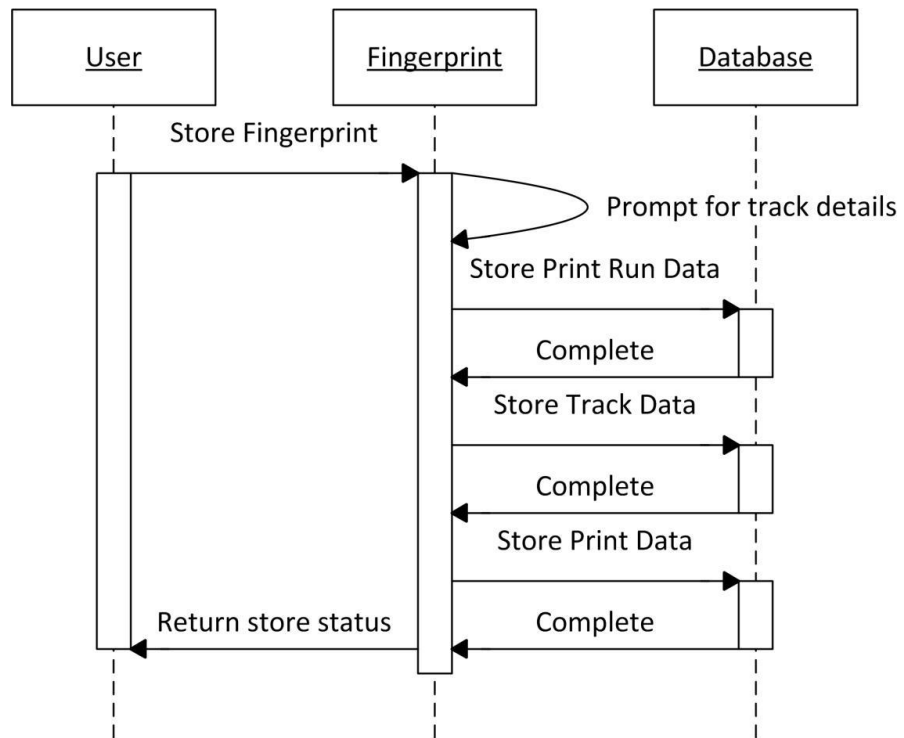 User
Fingerprint
Database
Store Fingerprint
Prompt for track details
Store Print Run Data
Complete
Store Track Data
Complete
Store Print Data
Return store status
Complete